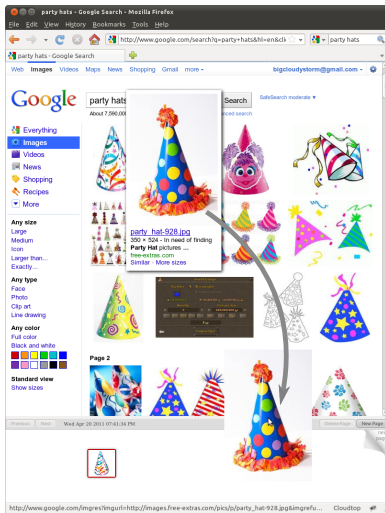 party hats - Google Search - Mozilla Firefox
File Edit View History Bookmarks Tools Help
http://www.google.com/search?q=party+hats&hl=en&cli
party hats
party hats - Google Search
Web Images Videos Maps News Shopping Gmail more
bigcloudystorm@gmail.com
Google
party hats
Search
SafeSearch moderate
About 7,590,00
anced search
Everything
Images
Videos
News
Shopping
Recipes
More
Any size
Large
Medium
Icon
Larger than...
Exactly...
Any type
Face
Photo
Clip art
Line drawing
Any color
Full color
Black and white
Standard view
Show sizes
party_hat-928.jpg
350 × 524 - In need of finding
Party Hat pictures ...
free-extras.com
Similar - More sizes
Page 2
Previous Next Wed Apr 20 2011 07:41:34 PM
Delete Page New Page
http://www.google.com/imgres?imgurl=http://images.free-extras.com/pics/p/party_hat-928.jpg&imgrefu...
Cloudtop